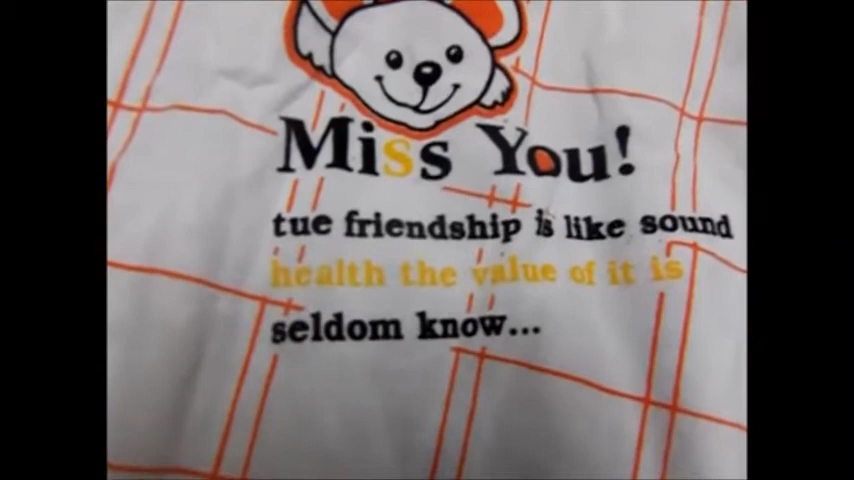 Miss You!
tue friendship is like sound
health the value of it is
seldom know...